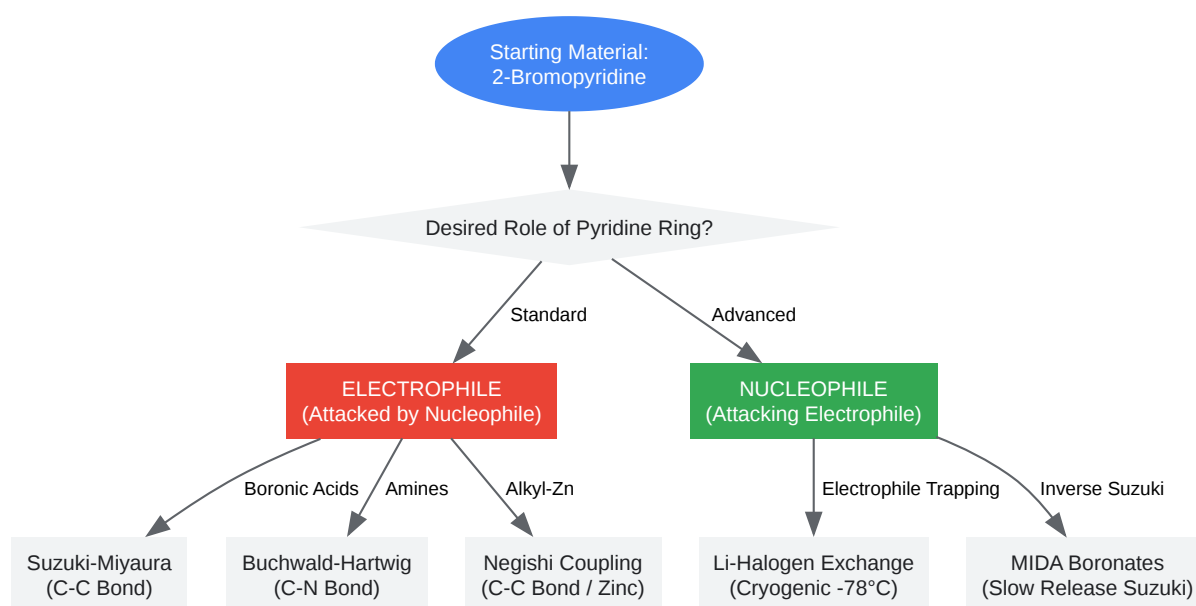 Starting Material:
2-Bromopyridine
Desired Role of Pyridine Ring?
Standard
Advanced
ELECTROPHILE
(Attacked by Nucleophile)
NUCLEOPHILE
(Attacking Electrophile)
Boronic Acids
Amines
Alkyl-Zn
Electrophile Trapping
Inverse Suzuki
Suzuki-Miyaura
(C-C Bond)
Buchwald-Hartwig
(C-N Bond)
Negishi Coupling
(C-C Bond / Zinc)
Li-Halogen Exchange
(Cryogenic -78°C)
MIDA Boronates
(Slow Release Suzuki)